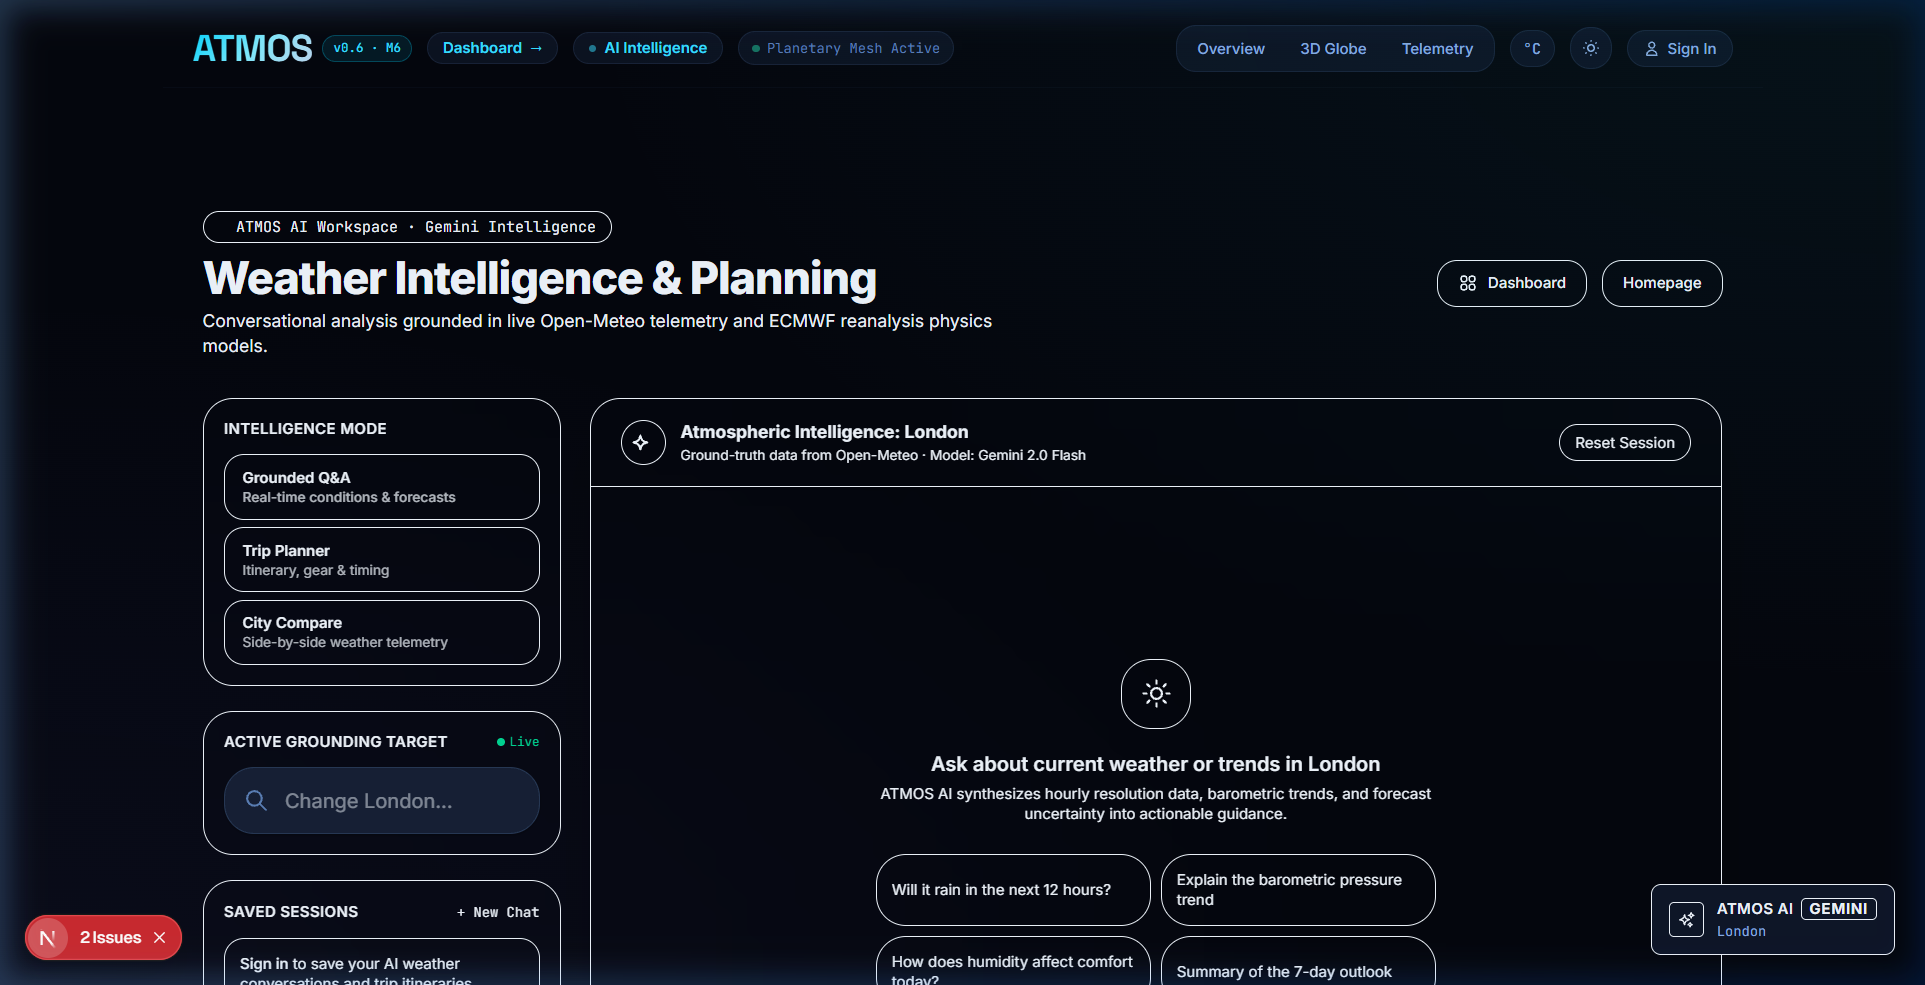 ATMOS v0.6 · M6 Dashboard → AI Intelligence Planetary Mesh Active Overview 3D Globe Telemetry °C Sign In
ATMOS AI Workspace · Gemini Intelligence
Weather Intelligence & Planning
Conversational analysis grounded in live Open-Meteo telemetry and ECMWF reanalysis physics
models.
Dashboard Homepage
INTELLIGENCE MODE
Grounded Q&A
Real-time conditions & forecasts
Trip Planner
Itinerary, gear & timing
City Compare
Side-by-side weather telemetry
ACTIVE GROUNDING TARGET Live
Change London...
SAVED SESSIONS + New Chat
Sign in to save your AI weather
conversations and trip itineraries
Atmospheric Intelligence: London
Ground-truth data from Open-Meteo · Model: Gemini 2.0 Flash
Reset Session
Ask about current weather or trends in London
ATMOS AI synthesizes hourly resolution data, barometric trends, and forecast
uncertainty into actionable guidance.
Will it rain in the next 12 hours?
Explain the barometric pressure
trend
How does humidity affect comfort
today?
Summary of the 7-day outlook
N 2 Issues
ATMOS AI GEMINI
London